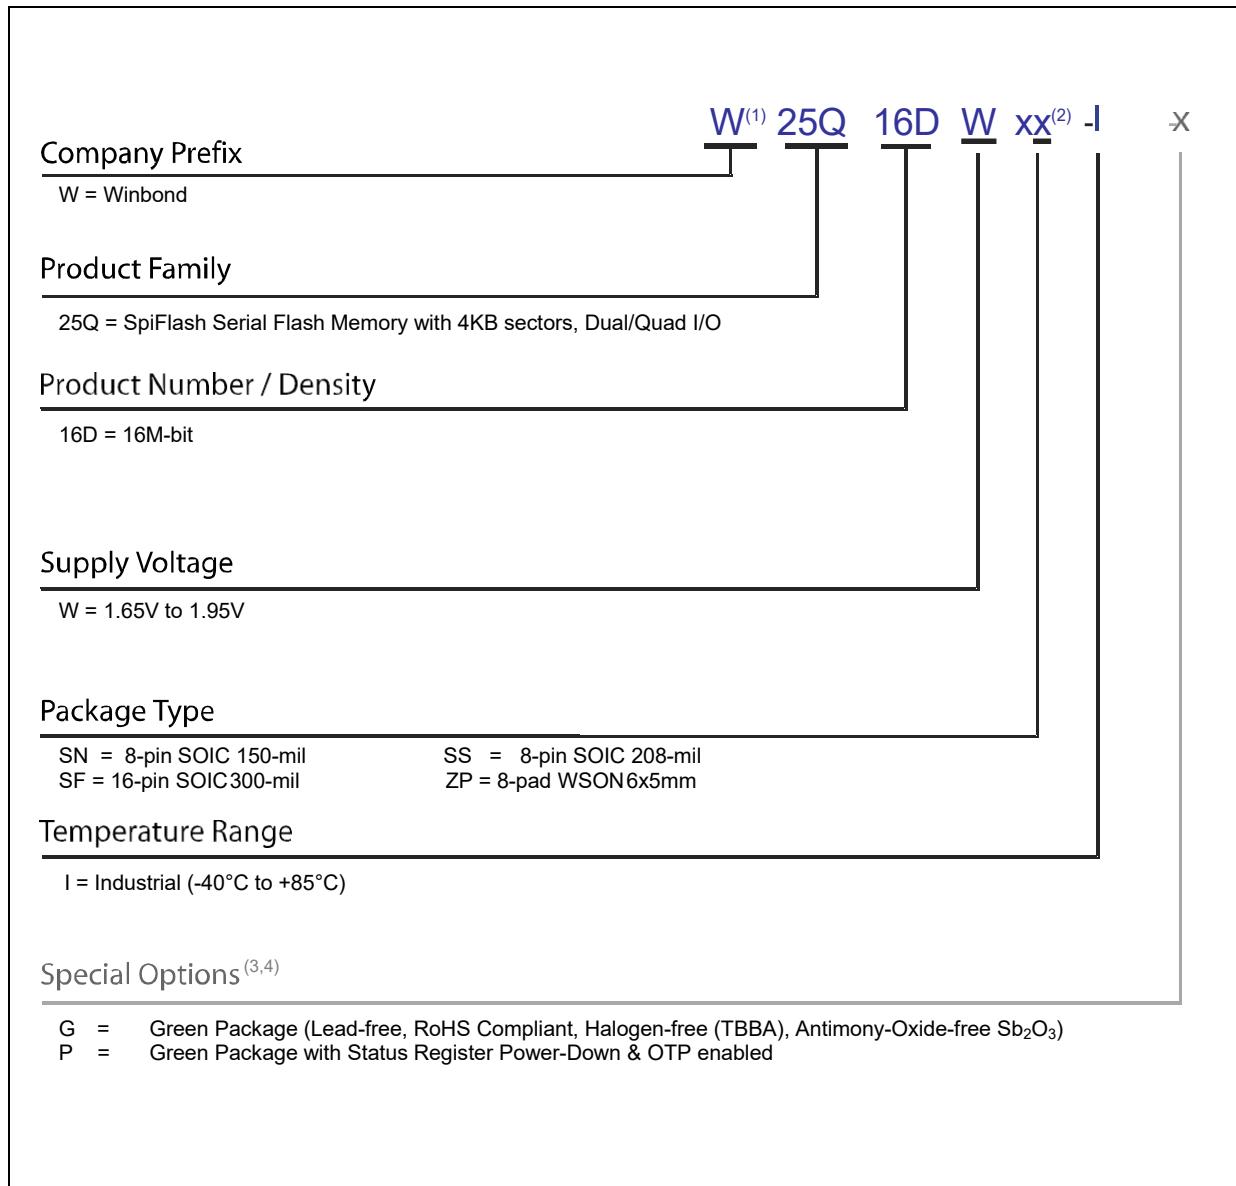 W(1) 25Q 16D W xx(2) -I x
Company Prefix
W = Winbond
Product Family
25Q = SpiFlash Serial Flash Memory with 4KB sectors, Dual/Quad I/O
Product Number / Density
16D = 16M-bit
Supply Voltage
W = 1.65V to 1.95V
Package Type
SN = 8-pin SOIC 150-mil SS = 8-pin SOIC 208-mil
SF = 16-pin SOIC 300-mil ZP = 8-pad WSON 6x5mm
Temperature Range
I = Industrial (-40°C to +85°C)
Special Options (3,4)
G = Green Package (Lead-free, RoHS Compliant, Halogen-free (TBBA), Antimony-Oxide-free Sb2O3)
P = Green Package with Status Register Power-Down & OTP enabled